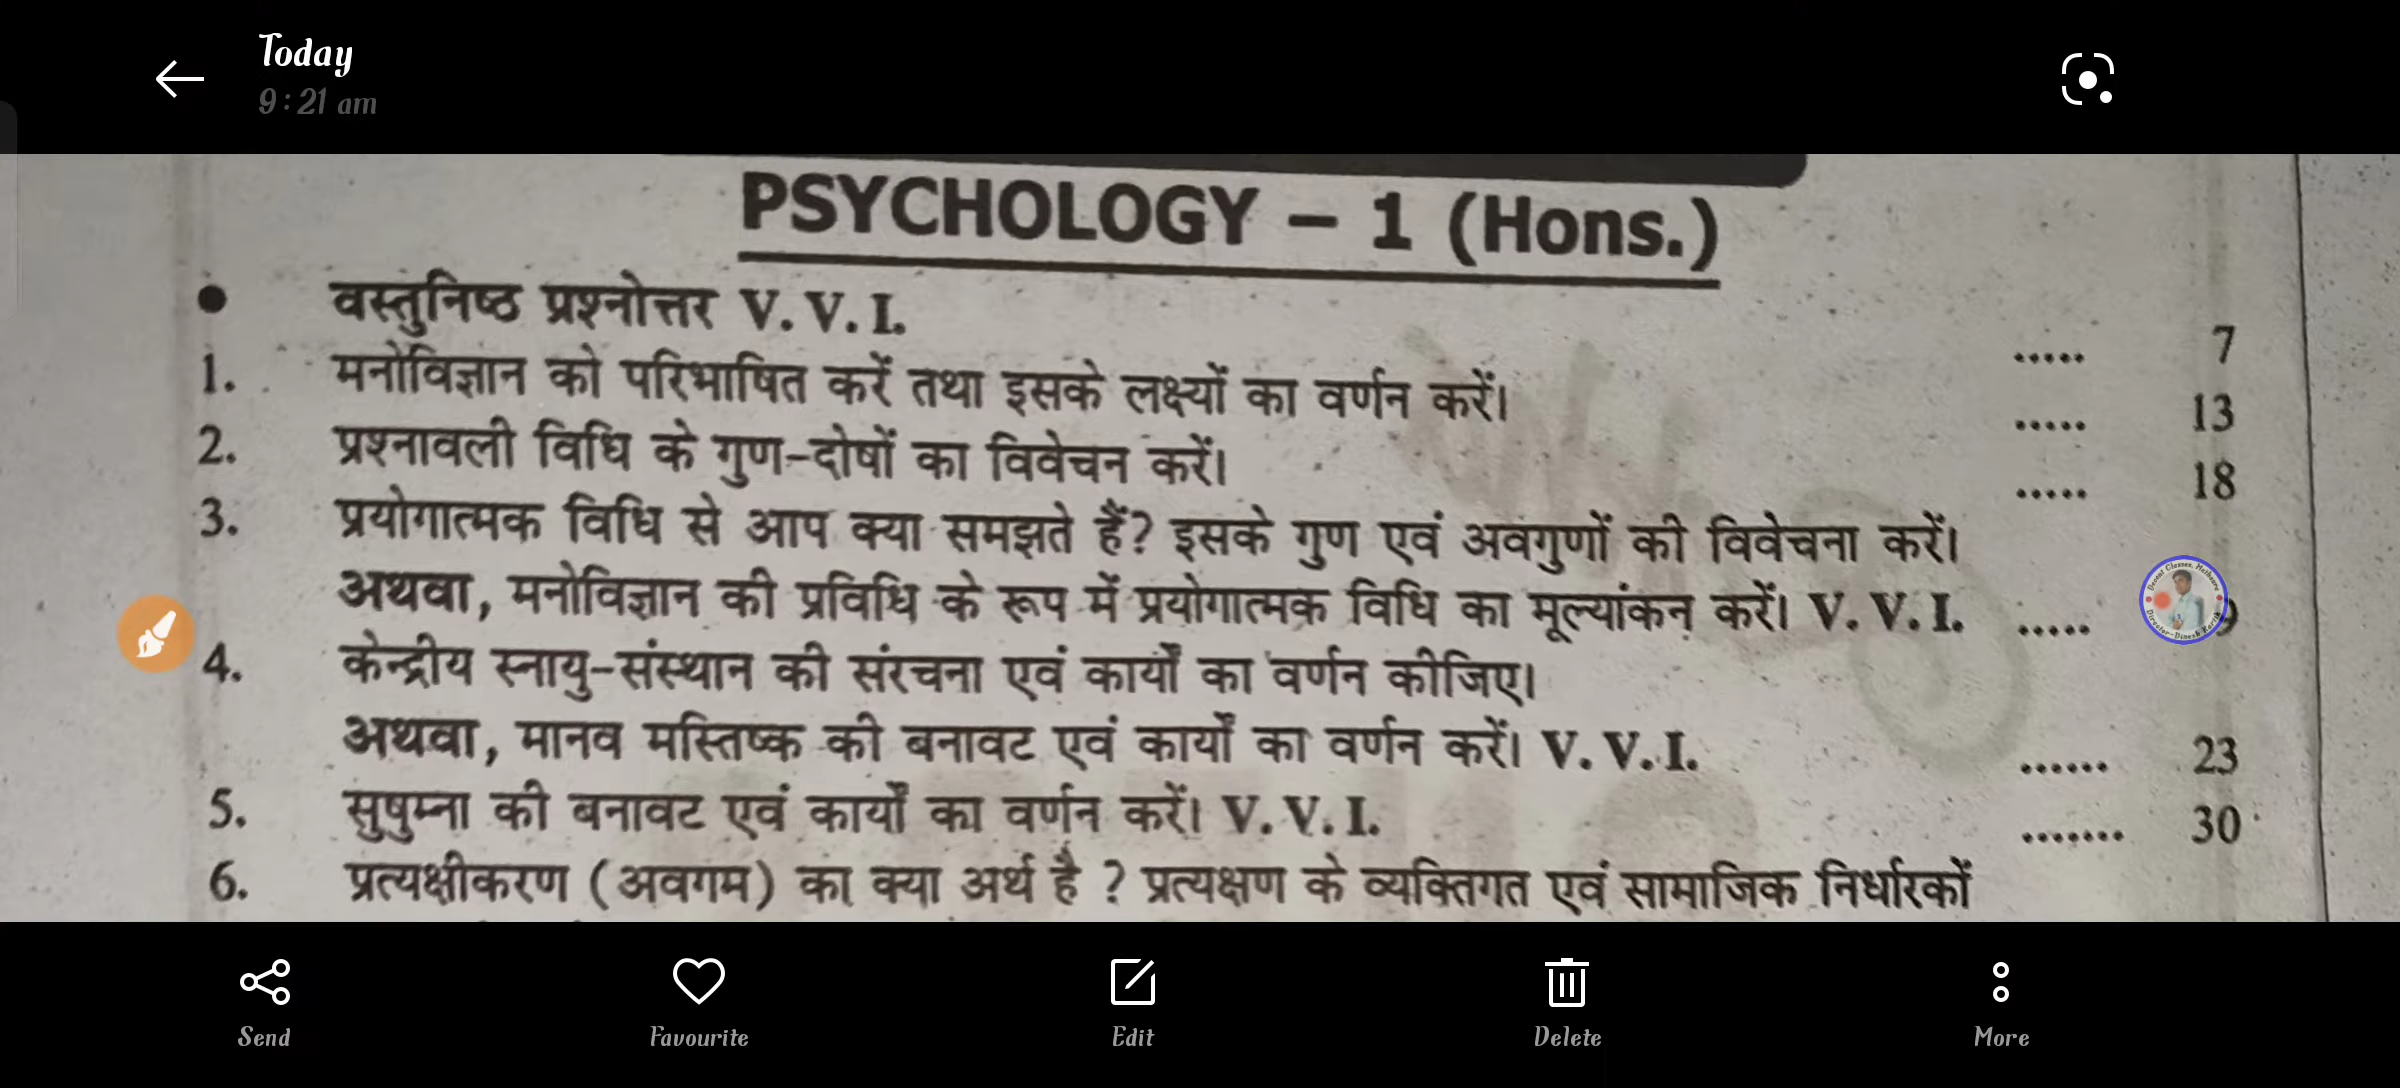 Today
9:21 am
PSYCHOLOGY – 1 (Hons.)
● वस्तुनिष्ठ प्रश्नोत्तर V. V. I. ..... 7
1. मनोविज्ञान को परिभाषित करें तथा इसके लक्ष्यों का वर्णन करें। ..... 13
2. प्रश्नावली विधि के गुण-दोषों का विवेचन करें। ..... 18
3. प्रयोगात्मक विधि से आप क्या समझते हैं? इसके गुण एवं अवगुणों की विवेचना करें।
अथवा, मनोविज्ञान की प्रविधि के रूप में प्रयोगात्मक विधि का मूल्यांकन करें। V. V. I. .....
4. केन्द्रीय स्नायु-संस्थान की संरचना एवं कार्यों का वर्णन कीजिए।
अथवा, मानव मस्तिष्क की बनावट एवं कार्यों का वर्णन करें। V. V. I. ...... 23
5. सुषुम्ना की बनावट एवं कार्यों का वर्णन करें। V. V. I. ....... 30
6. प्रत्यक्षीकरण (अवगम) का क्या अर्थ है ? प्रत्यक्षण के व्यक्तिगत एवं सामाजिक निर्धारकों
Send Favourite Edit Delete More